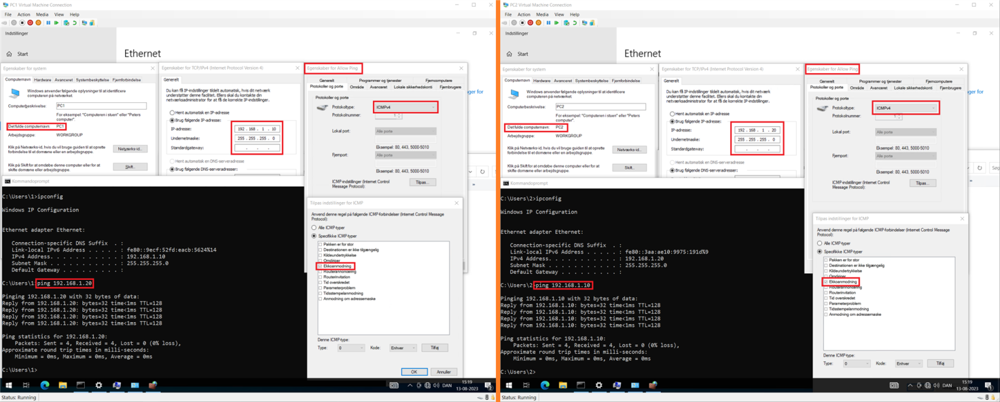 PC1 Virtual Machine Connection
File Action Media View Help
Indstillinger
Start
Ethernet
Egenskaber for system
Computernavn Hardware Avanceret Systembeskyttelse Fjernforbindelse
Windows anvender følgende oplysninger til at identificere
computeren på netværket.
Computerbeskrivelse: PC1
For eksempel: "Computeren i stuen" eller "Peters
computer".
Det fulde computernavn: PC1
Arbejdsgruppe: WORKGROUP
Klik på Netværks-id, hvis du vil bruge guiden til at oprette
forbindelse til et domæne eller en arbejdsgruppe.
Netværks-id...
Klik på Skift for at omdøbe denne computer eller for at
skifte domæne eller arbejdsgruppe.
Skift...
Egenskaber for TCP/IPv4 (Internet Protocol Version 4)
Generelt
Du kan få IP-indstillinger tildelt automatisk, hvis dit netværk
understøtter denne facilitet. Ellers skal du kontakte din
netværksadministrator for at få de korrekte IP-indstillinger.
Hent automatisk en IP-adresse
Brug følgende IP-adresse:
IP-adresse: 192 . 168 . 1 . 10
Undernetmaske: 255 . 255 . 255 . 0
Standardgateway: . . .
Hent automatisk en DNS-serveradresse
Brug følgende DNS-serveradresser:
Egenskaber for Allow Ping
Generelt Programmer og tjenester Fjerncomputere
Protokoller og porte Område Avanceret Lokale sikkerhedskonti Fjernbrugere
Protokoller og porte
Protokoltype: ICMPv4
Protokolnummer: 1
Lokal port: Alle porte
Eksempel: 80, 443, 5000-5010
Fjernport: Alle porte
Eksempel: 80, 443, 5000-5010
ICMP-indstillinger (Internet Control
Message Protocol):
Tilpas...
Kommandoprompt
C:\Users\1>ipconfig
Windows IP Configuration
Ethernet adapter Ethernet:
Connection-specific DNS Suffix . :
Link-local IPv6 Address . . . . . : fe80::9ecf:52fd:eacb:5624%14
IPv4 Address. . . . . . . . . . . : 192.168.1.10
Subnet Mask . . . . . . . . . . . : 255.255.255.0
Default Gateway . . . . . . . . . :
C:\Users\1>ping 192.168.1.20
Pinging 192.168.1.20 with 32 bytes of data:
Reply from 192.168.1.20: bytes=32 time<1ms TTL=128
Reply from 192.168.1.20: bytes=32 time<1ms TTL=128
Reply from 192.168.1.20: bytes=32 time<1ms TTL=128
Reply from 192.168.1.20: bytes=32 time<1ms TTL=128
Ping statistics for 192.168.1.20:
Packets: Sent = 4, Received = 4, Lost = 0 (0% loss),
Approximate round trip times in milli-seconds:
Minimum = 0ms, Maximum = 0ms, Average = 0ms
C:\Users\1>
Tilpas indstillinger for ICMP
Anvend denne regel på følgende ICMP-forbindelser (Internet Control Message
Protocol):
Alle ICMP-typer
Specifikke ICMP-typer
Pakken er for stor
Destinationen er ikke tilgængelig
Kildeundertrykkelse
Omdiriger
Ekkoanmodning
Routerannoncering
Routerinvitation
Tid overskredet
Parameterproblem
Tidsstempelanmodning
Anmodning om adressemaske
Denne ICMP-type:
Type: 0 Kode: Enhver Tilføj
OK Annuller
DAN
15:19
13-08-2023
2
Status: Running
PC2 Virtual Machine Connection
File Action Media View Help
Indstillinger
Start
Ethernet
Egenskaber for system
Computernavn Hardware Avanceret Systembeskyttelse Fjernforbindelse
Windows anvender følgende oplysninger til at identificere
computeren på netværket.
Computerbeskrivelse: PC2
For eksempel: "Computeren i stuen" eller "Peters
computer".
Det fulde computernavn: PC2
Arbejdsgruppe: WORKGROUP
Klik på Netværks-id, hvis du vil bruge guiden til at oprette
forbindelse til et domæne eller en arbejdsgruppe.
Netværks-id...
Klik på Skift for at omdøbe denne computer eller for at
skifte domæne eller arbejdsgruppe.
Skift...
Egenskaber for TCP/IPv4 (Internet Protocol Version 4)
Generelt
Du kan få IP-indstillinger tildelt automatisk, hvis dit netværk
understøtter denne facilitet. Ellers skal du kontakte din
netværksadministrator for at få de korrekte IP-indstillinger.
Hent automatisk en IP-adresse
Brug følgende IP-adresse:
IP-adresse: 192 . 168 . 1 . 20
Undernetmaske: 255 . 255 . 255 . 0
Standardgateway: . . .
Hent automatisk en DNS-serveradresse
Brug følgende DNS-serveradresser:
Egenskaber for Allow Ping
Generelt Programmer og tjenester Fjerncomputere
Protokoller og porte Område Avanceret Lokale sikkerhedskonti Fjernbrugere
Protokoller og porte
Protokoltype: ICMPv4
Protokolnummer: 1
Lokal port: Alle porte
Eksempel: 80, 443, 5000-5010
Fjernport: Alle porte
Eksempel: 80, 443, 5000-5010
ICMP-indstillinger (Internet Control
Message Protocol):
Tilpas...
Kommandoprompt
C:\Users\2>ipconfig
Windows IP Configuration
Ethernet adapter Ethernet:
Connection-specific DNS Suffix . :
Link-local IPv6 Address . . . . . : fe80::3aa:ae10:9975:191d%9
IPv4 Address. . . . . . . . . . . : 192.168.1.20
Subnet Mask . . . . . . . . . . . : 255.255.255.0
Default Gateway . . . . . . . . . :
C:\Users\2>ping 192.168.1.10
Pinging 192.168.1.10 with 32 bytes of data:
Reply from 192.168.1.10: bytes=32 time<1ms TTL=128
Reply from 192.168.1.10: bytes=32 time<1ms TTL=128
Reply from 192.168.1.10: bytes=32 time<1ms TTL=128
Reply from 192.168.1.10: bytes=32 time<1ms TTL=128
Ping statistics for 192.168.1.10:
Packets: Sent = 4, Received = 4, Lost = 0 (0% loss),
Approximate round trip times in milli-seconds:
Minimum = 0ms, Maximum = 0ms, Average = 0ms
C:\Users\2>
Tilpas indstillinger for ICMP
Anvend denne regel på følgende ICMP-forbindelser (Internet Control Message
Protocol):
Alle ICMP-typer
Specifikke ICMP-typer
Pakken er for stor
Destinationen er ikke tilgængelig
Kildeundertrykkelse
Omdiriger
Ekkoanmodning
Routerannoncering
Routerinvitation
Tid overskredet
Parameterproblem
Tidsstempelanmodning
Anmodning om adressemaske
Denne ICMP-type:
Type: 0 Kode: Enhver Tilføj
DAN
15:19
13-08-2023
1
Status: Running